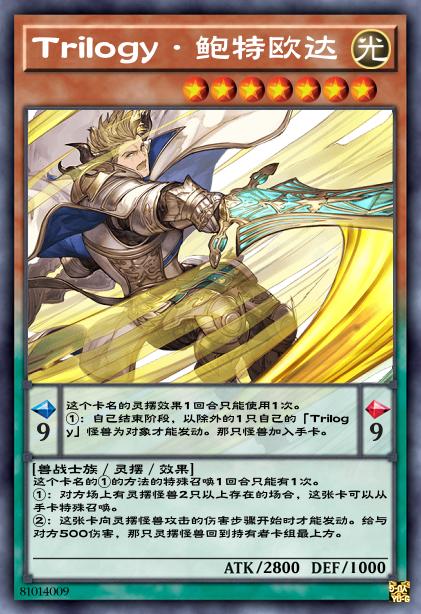 Trilogy·鲍特欧达
光
这个卡名的灵摆效果1回合只能使用1次。
①：自己结束阶段，以除外的1只自己的「Trilog
y」怪兽为对象才能发动。那只怪兽加入手卡。
9
9
[兽战士族 / 灵摆 / 效果]
这个卡名的①的方法的特殊召唤1回合只能有1次。
①：对方场上有灵摆怪兽2只以上存在的场合，这张卡可以从
手卡特殊召唤。
②：这张卡向灵摆怪兽攻击的伤害步骤开始时才能发动。给与
对方500伤害，那只灵摆怪兽回到持有者卡组最上方。
ATK/2800 DEF/1000
81014009